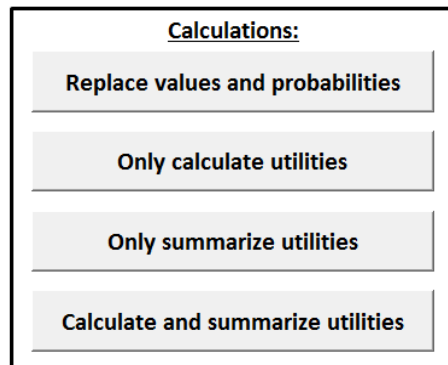 Calculations:
Replace values and probabilities
Only calculate utilities
Only summarize utilities
Calculate and summarize utilities